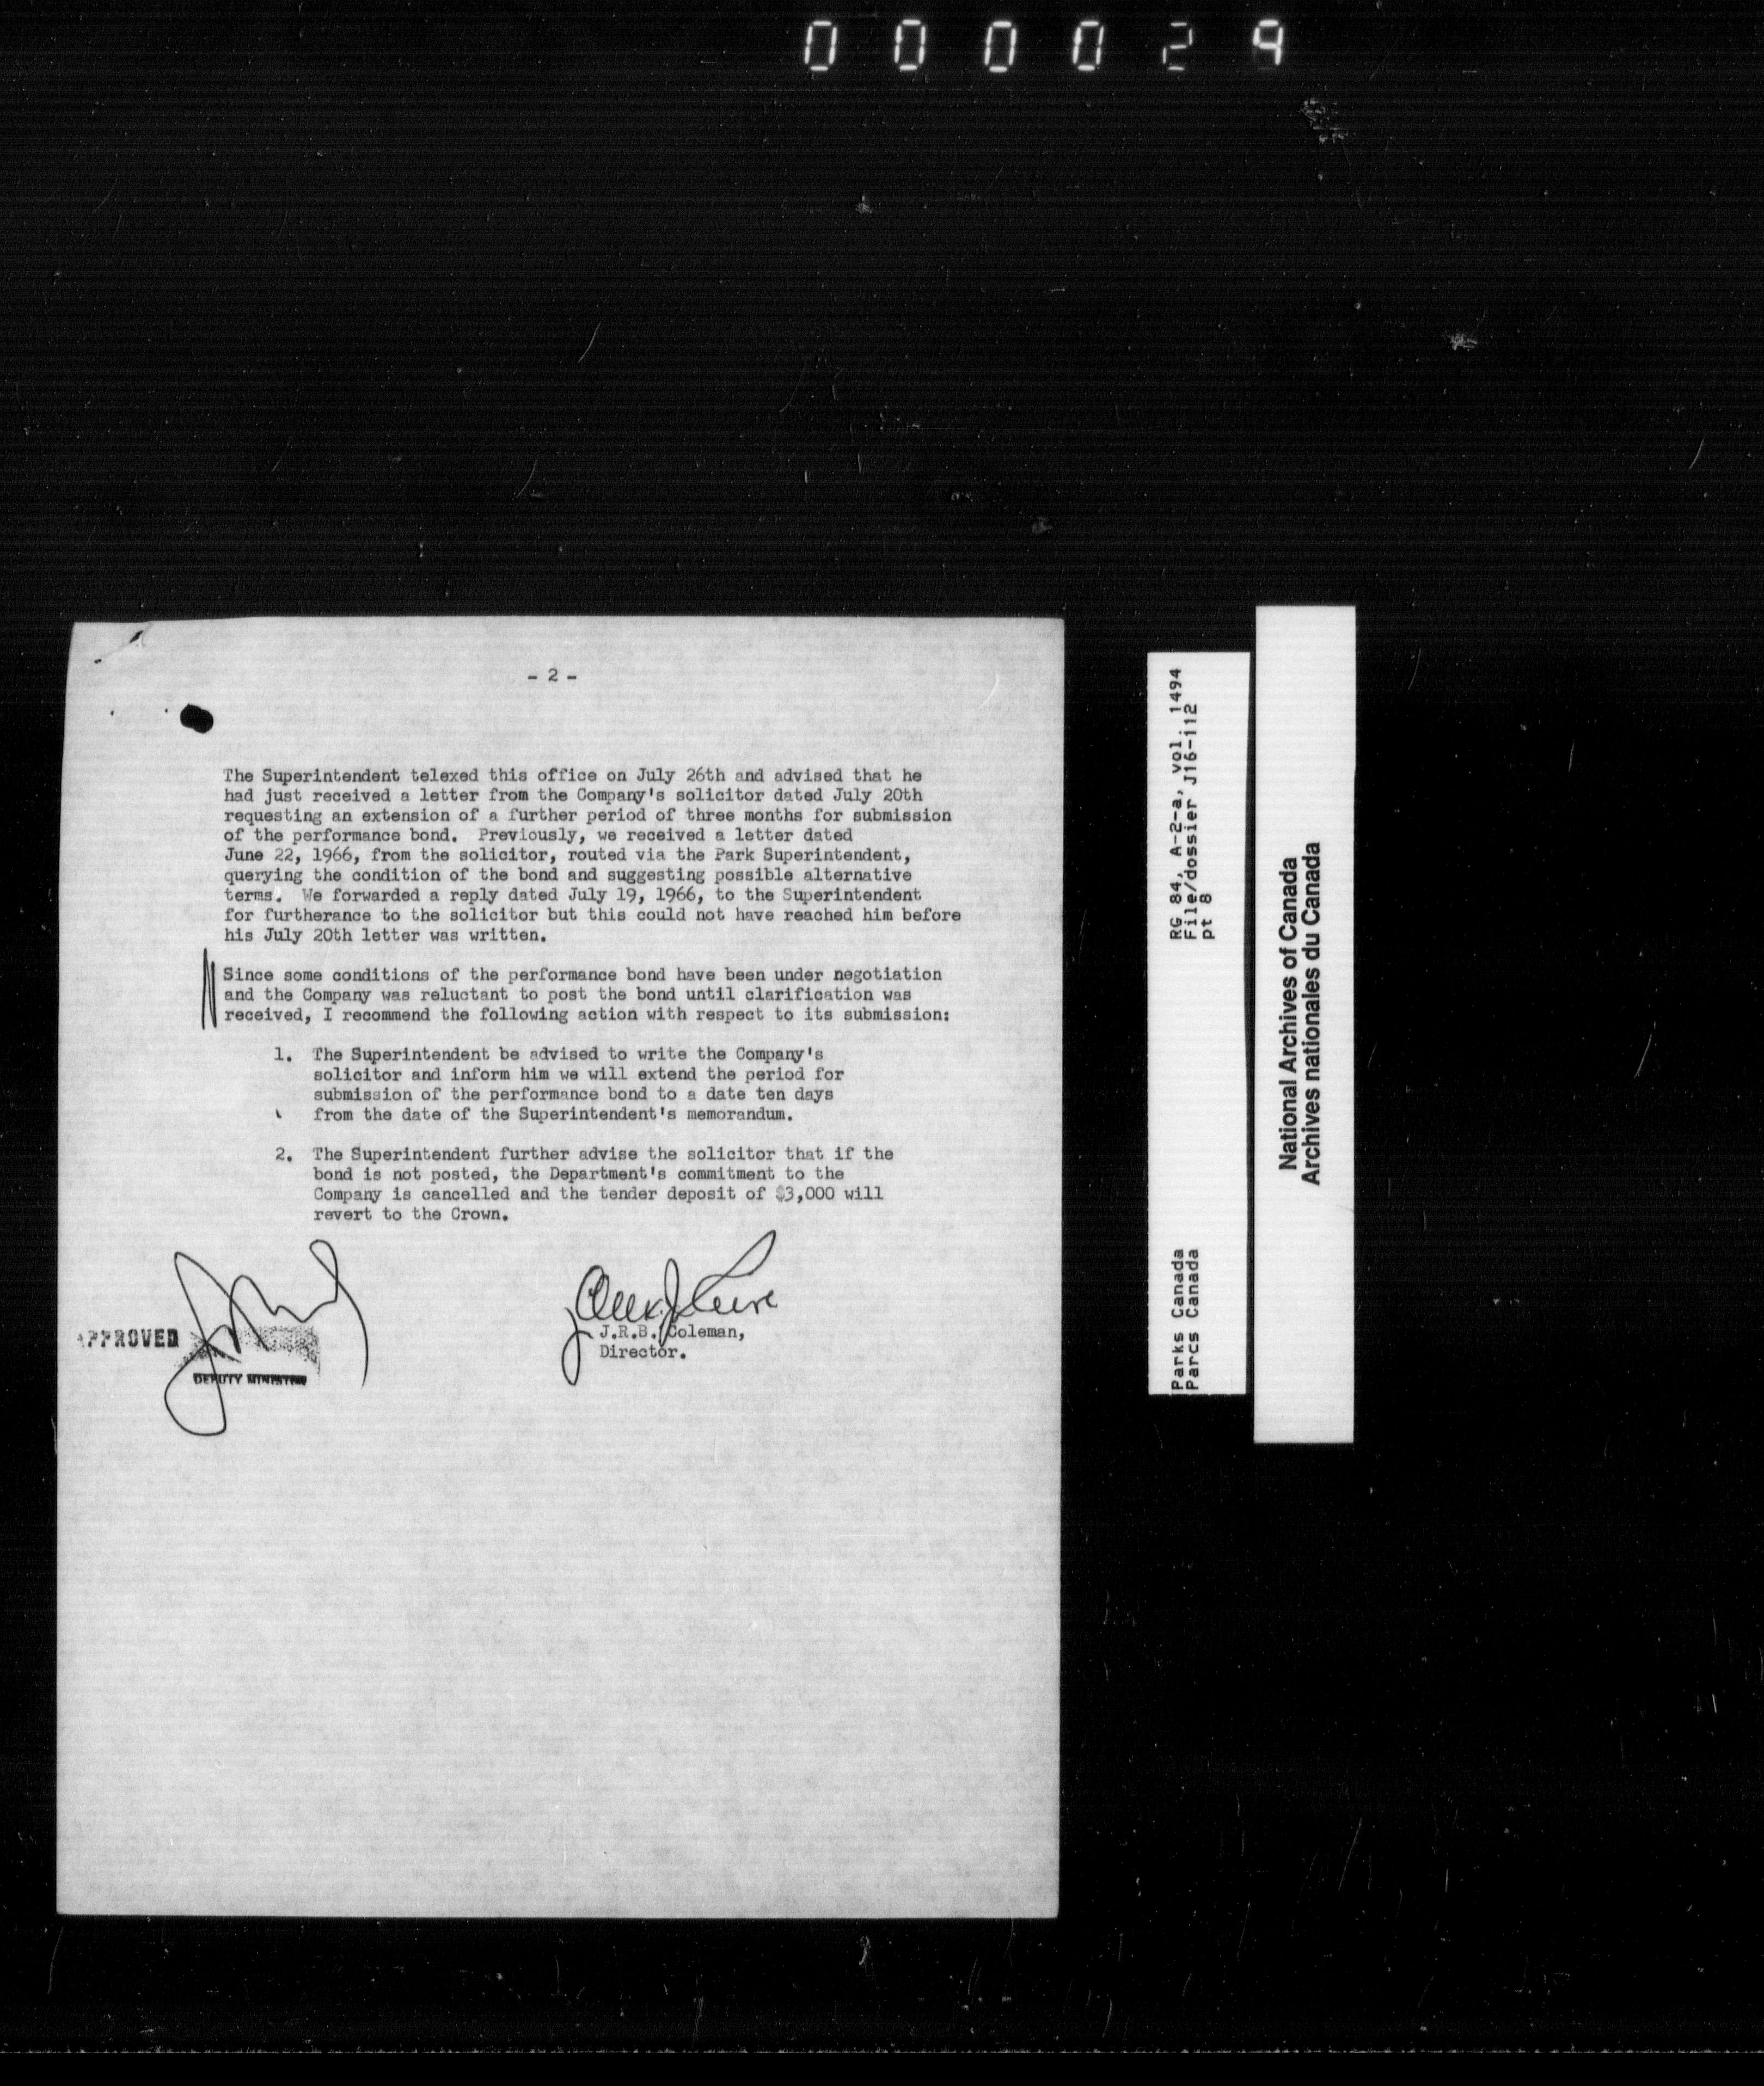 000029
- 2 -
The Superintendent telexed this office on July 26th and advised that he
had just received a letter from the Company's solicitor dated July 20th
requesting an extension of a further period of three months for submission
of the performance bond.  Previously, we received a letter dated
June 22, 1966, from the solicitor, routed via the Park Superintendent,
querying the condition of the bond and suggesting possible alternative
terms.  We forwarded a reply dated July 19, 1966, to the Superintendent
for furtherance to the solicitor but this could not have reached him before
his July 20th letter was written.
Since some conditions of the performance bond have been under negotiation
and the Company was reluctant to post the bond until clarification was
received, I recommend the following action with respect to its submission:
1. The Superintendent be advised to write the Company's
solicitor and inform him we will extend the period for
submission of the performance bond to a date ten days
from the date of the Superintendent's memorandum.
2. The Superintendent further advise the solicitor that if the
bond is not posted, the Department's commitment to the
Company is cancelled and the tender deposit of $3,000 will
revert to the Crown.
APPROVED
DEPUTY MINISTER
J.R.B. Coleman,
Director.
RG 84, A-2-a, vol. 1494
File/dossier J16-112
pt 8
Parks Canada
Parcs Canada
National Archives of Canada
Archives nationales du Canada